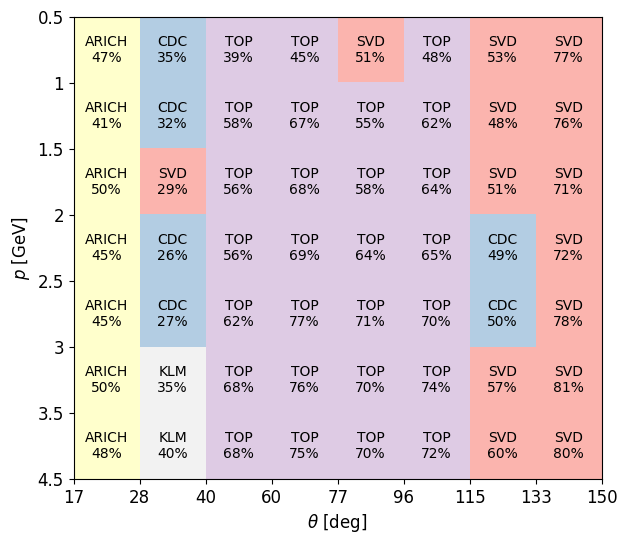 0.5
ARICH CDC TOP TOP SVD TOP SVD SVD
47% 35% 39% 45% 51% 48% 53% 77%
1
ARICH CDC TOP TOP TOP TOP SVD SVD
41% 32% 58% 67% 55% 62% 48% 76%
1.5
ARICH SVD TOP TOP TOP TOP SVD SVD
50% 29% 56% 68% 58% 64% 51% 71%
2
ARICH CDC TOP TOP TOP TOP CDC SVD
45% 26% 56% 69% 64% 65% 49% 72%
p [GeV]
2.5
ARICH CDC TOP TOP TOP TOP CDC SVD
45% 27% 62% 77% 71% 70% 50% 78%
3
ARICH KLM TOP TOP TOP TOP SVD SVD
50% 35% 68% 76% 70% 74% 57% 81%
3.5
ARICH KLM TOP TOP TOP TOP SVD SVD
48% 40% 68% 75% 70% 72% 60% 80%
4.5
17 28 40 60 77 96 115 133 150
θ [deg]